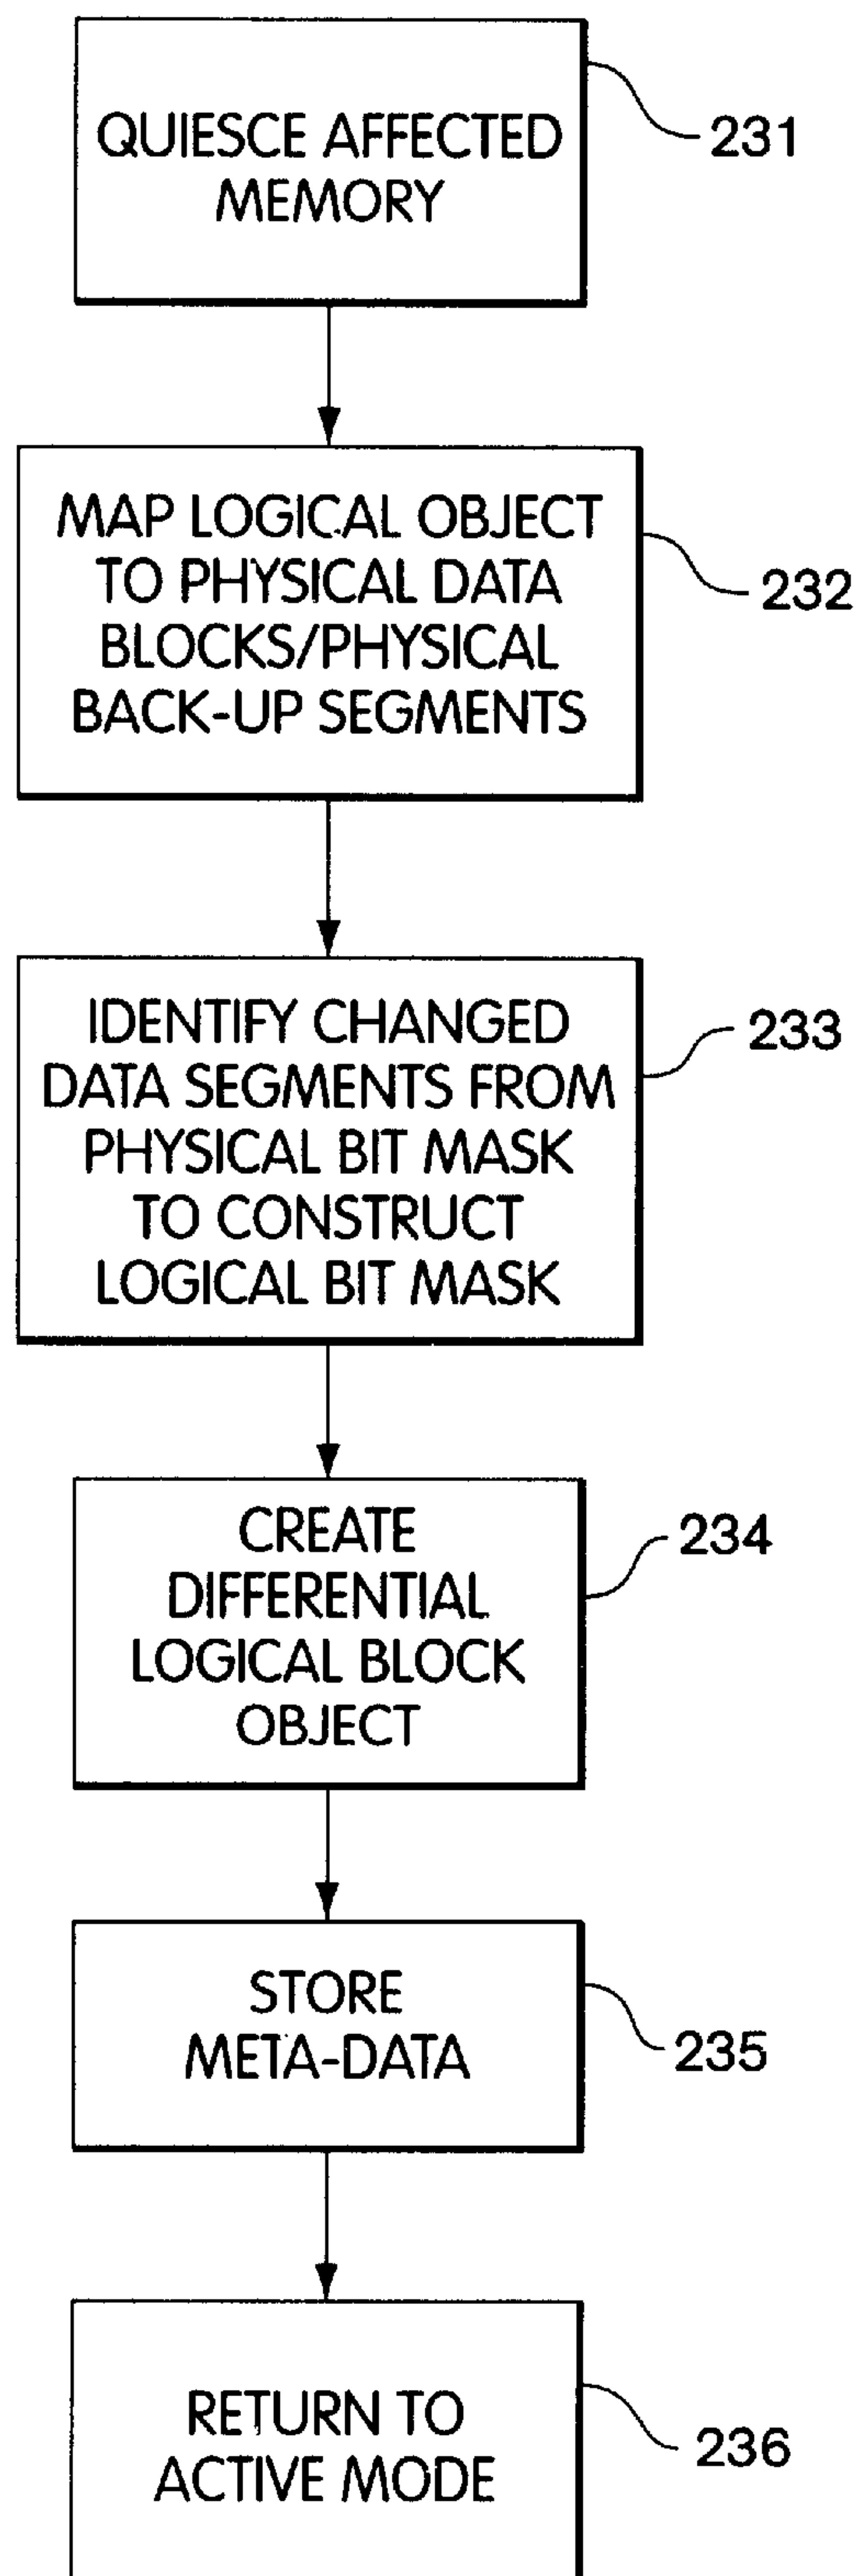 QUIESCE AFFECTED
MEMORY
231
MAP LOGICAL OBJECT
TO PHYSICAL DATA
BLOCKS/PHYSICAL
BACK-UP SEGMENTS
232
IDENTIFY CHANGED
DATA SEGMENTS FROM
PHYSICAL BIT MASK
TO CONSTRUCT
LOGICAL BIT MASK
233
CREATE
DIFFERENTIAL
LOGICAL BLOCK
OBJECT
234
STORE
META-DATA
235
RETURN TO
ACTIVE MODE
236